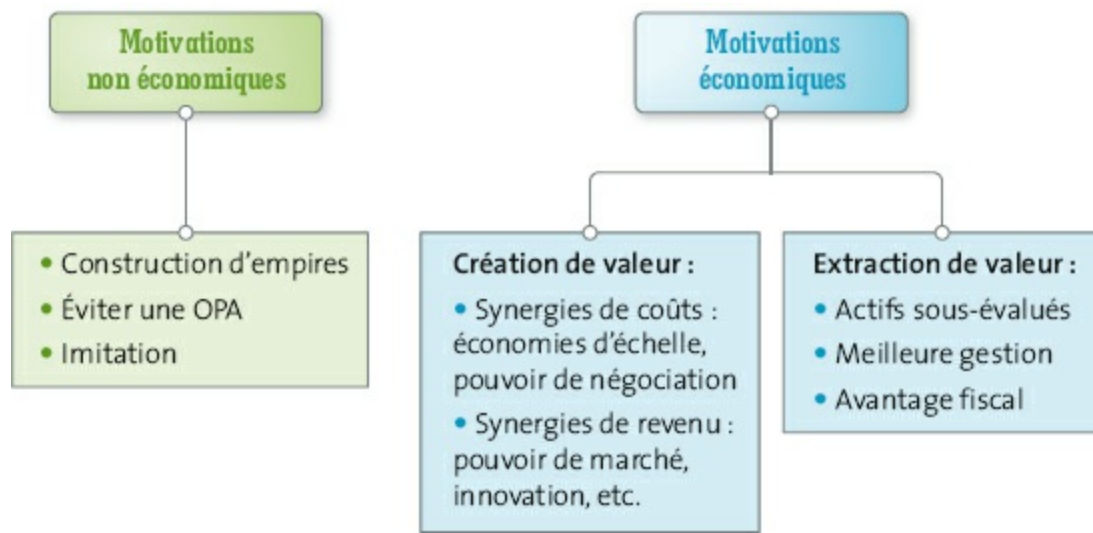 Motivations
non économiques
• Construction d'empires
• Éviter une OPA
• Imitation
Motivations
économiques
Création de valeur :
• Synergies de coûts :
économies d'échelle,
pouvoir de négociation
• Synergies de revenu :
pouvoir de marché,
innovation, etc.
Extraction de valeur :
• Actifs sous-évalués
• Meilleure gestion
• Avantage fiscal